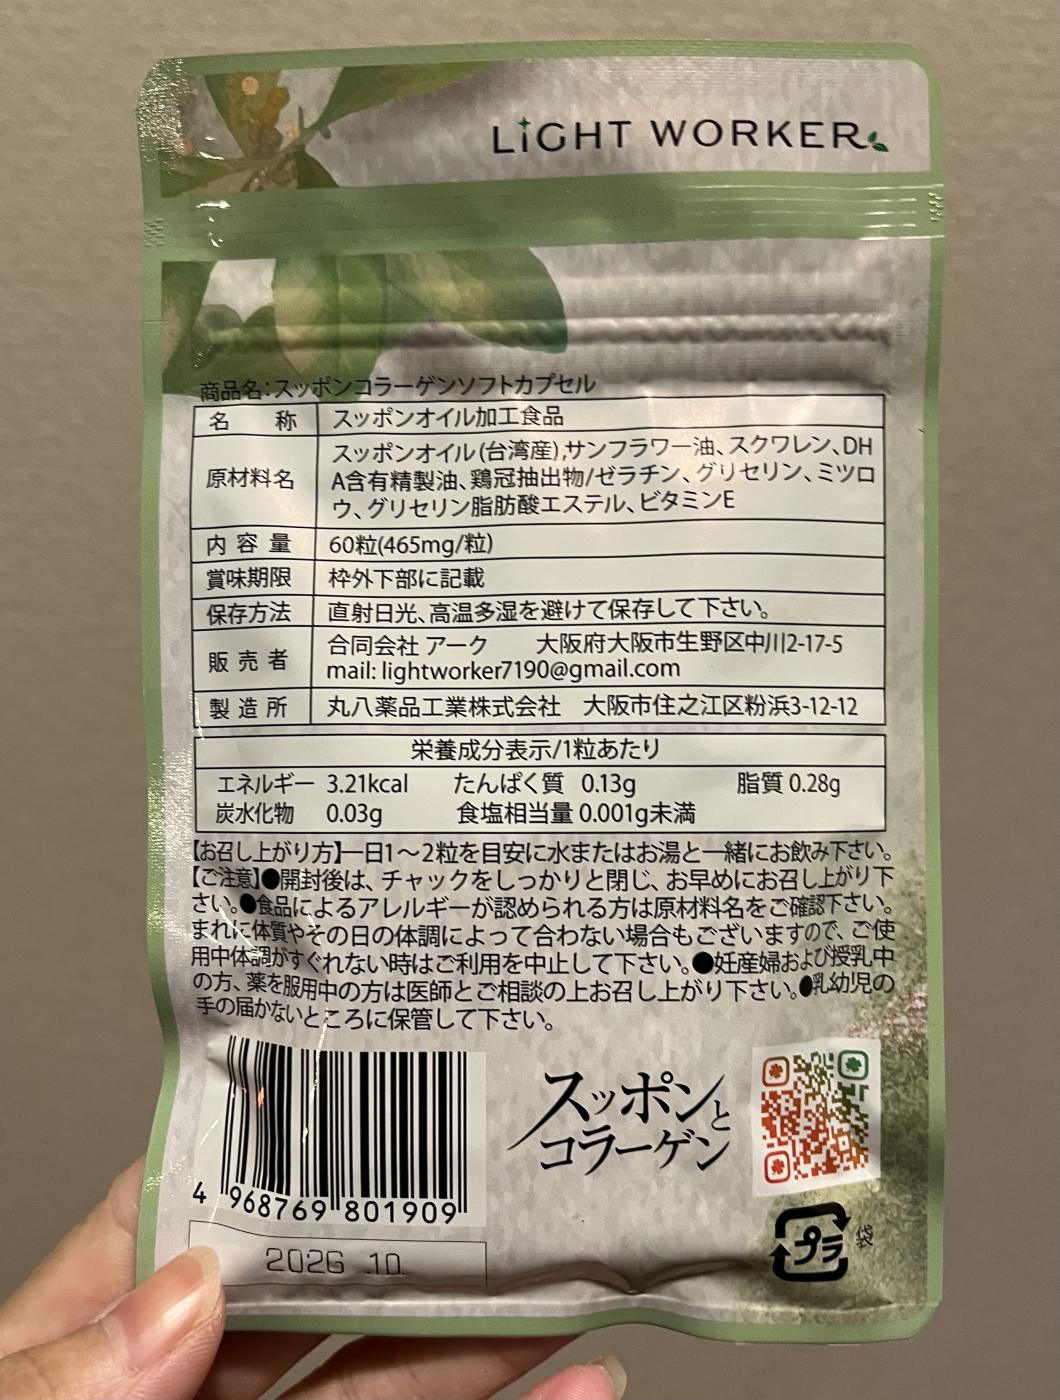 LiGHT WORKER
商品名:スッポンコラーゲンソフトカプセル
名 称 スッポンオイル加工食品
原材料名 スッポンオイル(台湾産),サンフラワー油、スクワレン、DH
A含有精製油、鶏冠抽出物/ゼラチン、グリセリン、ミツロ
ウ、グリセリン脂肪酸エステル、ビタミンE
内容量 60粒(465mg/粒)
賞味期限 枠外下部に記載
保存方法 直射日光、高温多湿を避けて保存して下さい。
販売者 合同会社 アーク 大阪府大阪市生野区中川2-17-5
mail: lightworker7190@gmail.com
製造所 丸八薬品工業株式会社 大阪市住之江区粉浜3-12-12
栄養成分表示/1粒あたり
エネルギー 3.21kcal たんぱく質 0.13g 脂質 0.28g
炭水化物 0.03g 食塩相当量 0.001g未満
【お召し上がり方】一日1~2粒を目安に水またはお湯と一緒にお飲み下さい。
【ご注意】●開封後は、チャックをしっかりと閉じ、お早めにお召し上がり下
さい。●食品によるアレルギーが認められる方は原材料名をご確認下さい。
まれに体質やその日の体調によって合わない場合もございますので、ご使
用中体調がすぐれない時はご利用を中止して下さい。●妊産婦および授乳中
の方、薬を服用中の方は医師とご相談の上お召し上がり下さい。●乳幼児の
手の届かないところに保管して下さい。
スッポンと
コラーゲン
4 968769 801909
プラ 袋
2026.10.